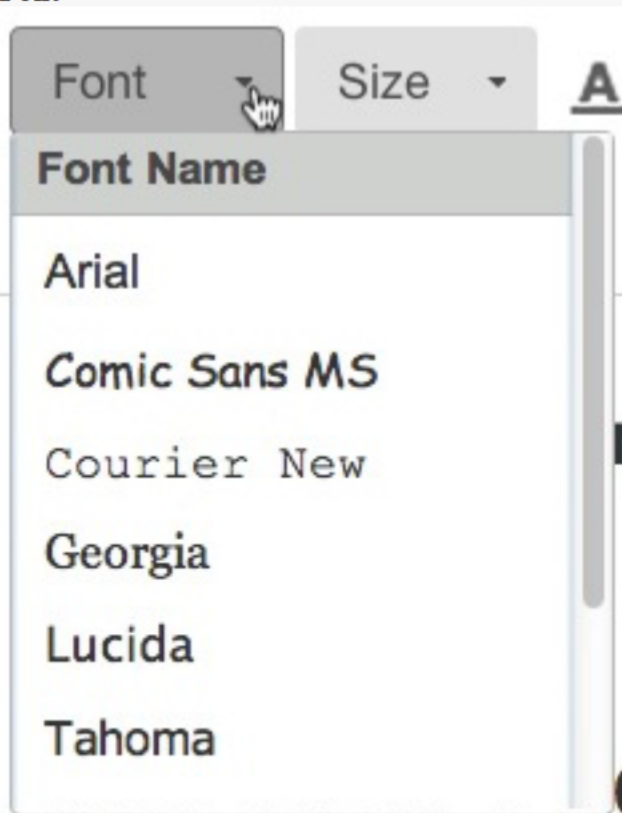 Font Size A
Font Name
Arial
Comic Sans MS
Courier New
Georgia
Lucida
Tahoma